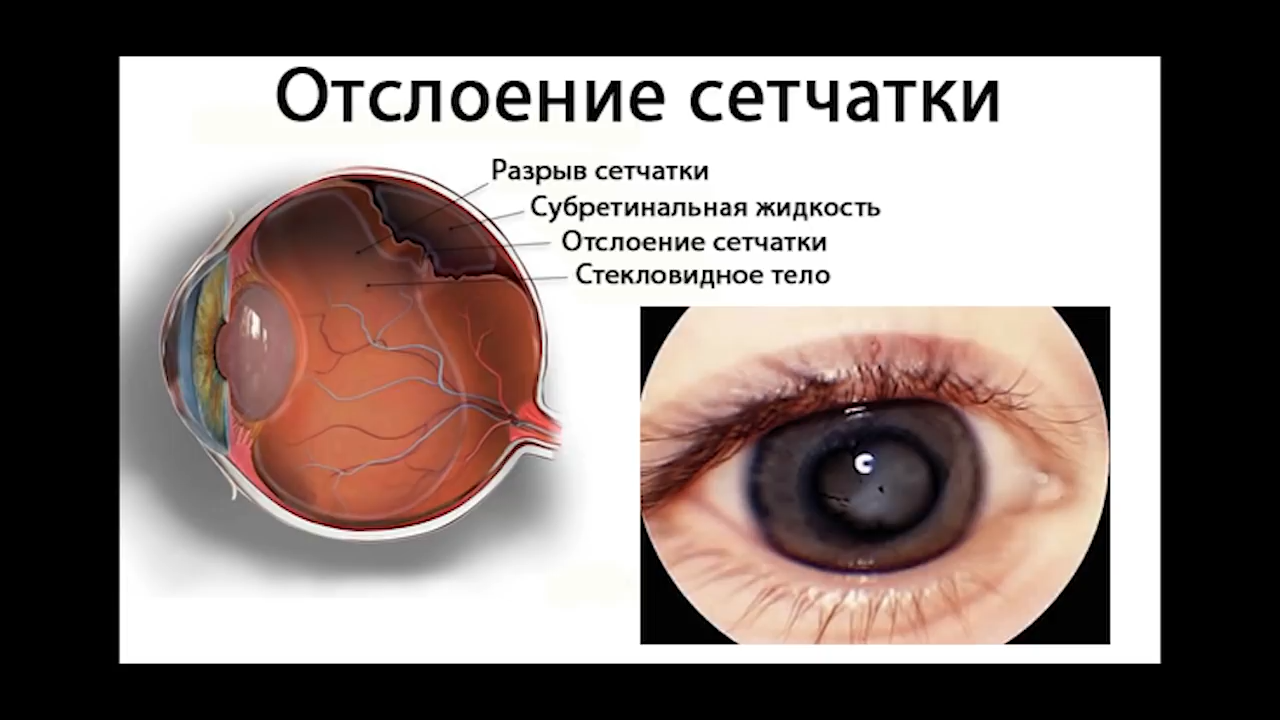 Отслоение сетчатки
Разрыв сетчатки
Субретинальная жидкость
Отслоение сетчатки
Стекловидное тело